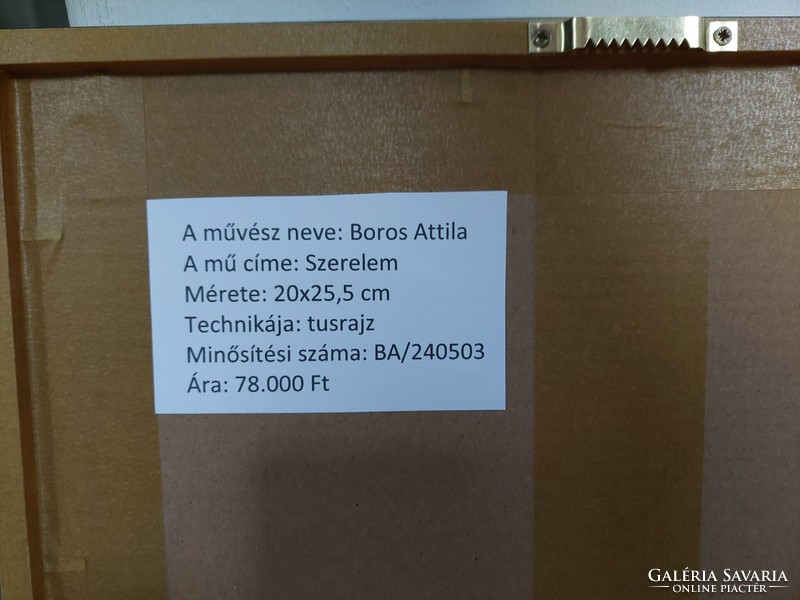 A művész neve: Boros Attila
A mű címe: Szerelem
Mérete: 20x25,5 cm
Technikája: tusrajz
Minősítési száma: BA/240503
Ára: 78.000 Ft
GALÉRIA SAVARIA
ONLINE PIACTÉR